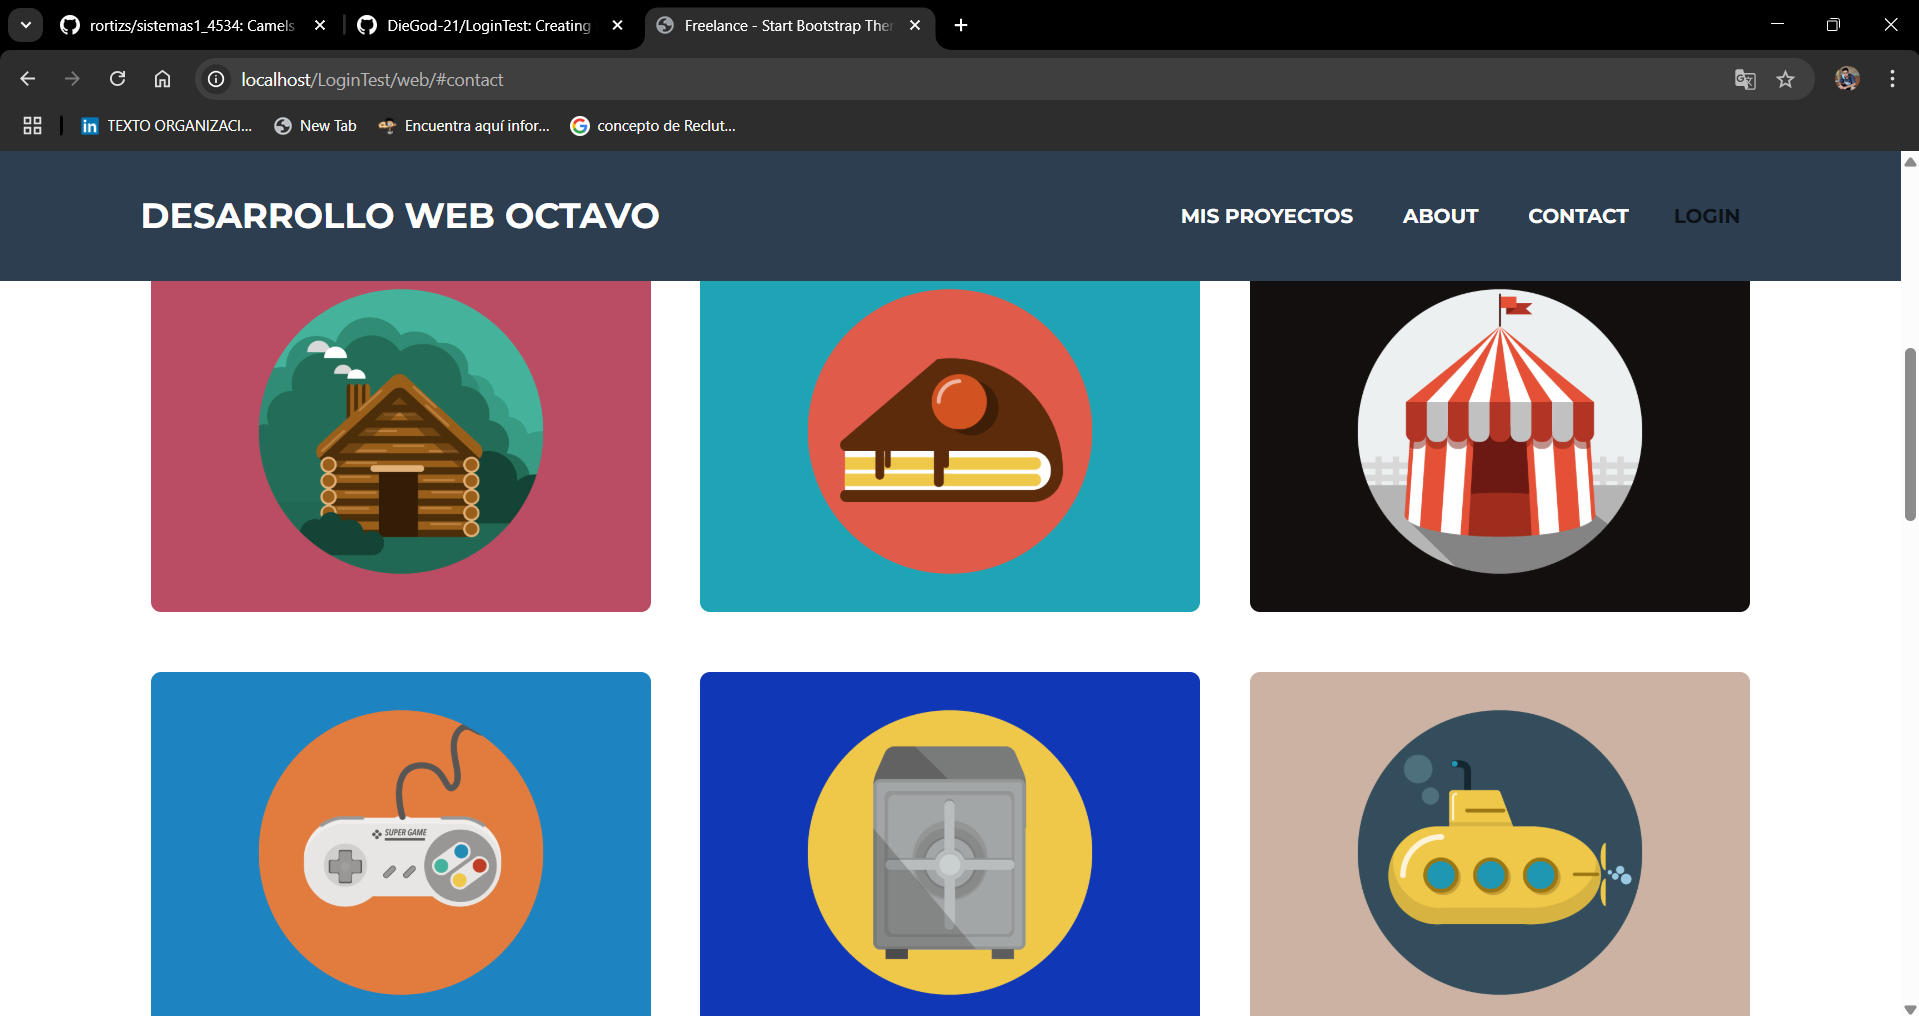 rortizs/sistemas1_4534: Camels
DieGod-21/LoginTest: Creating
Freelance - Start Bootstrap The
localhost/LoginTest/web/#contact
TEXTO ORGANIZACI...
New Tab
Encuentra aquí infor...
concepto de Reclut...
DESARROLLO WEB OCTAVO
MIS PROYECTOS
ABOUT
CONTACT
LOGIN
SUPER GAME